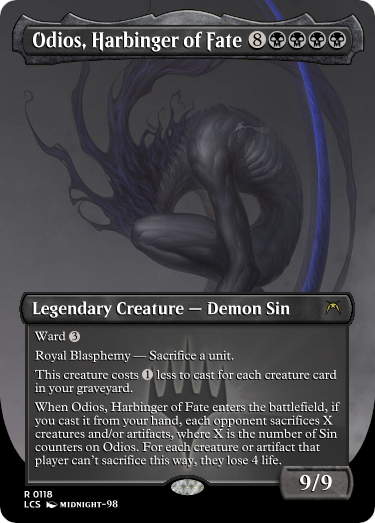 Odios, Harbinger of Fate 8
Legendary Creature — Demon Sin
Ward 3
Royal Blasphemy — Sacrifice a unit.
This creature costs 1 less to cast for each creature card
in your graveyard.
When Odios, Harbinger of Fate enters the battlefield, if
you cast it from your hand, each opponent sacrifices X
creatures and/or artifacts, where X is the number of Sin
counters on Odios. For each creature or artifact that
that player can't sacrifice this way, they lose 4 life.
9/9
R 0118
LCS MIDNIGHT-98